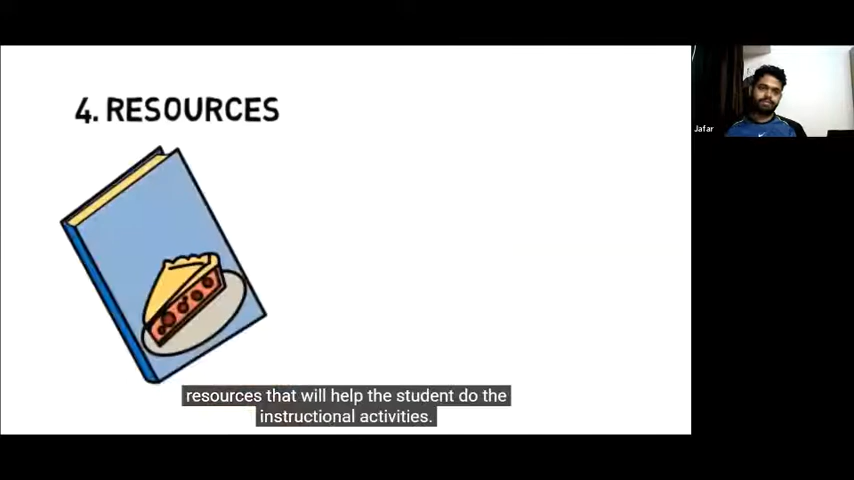 4. RESOURCES
Jafar
resources that will help the student do the
instructional activities.